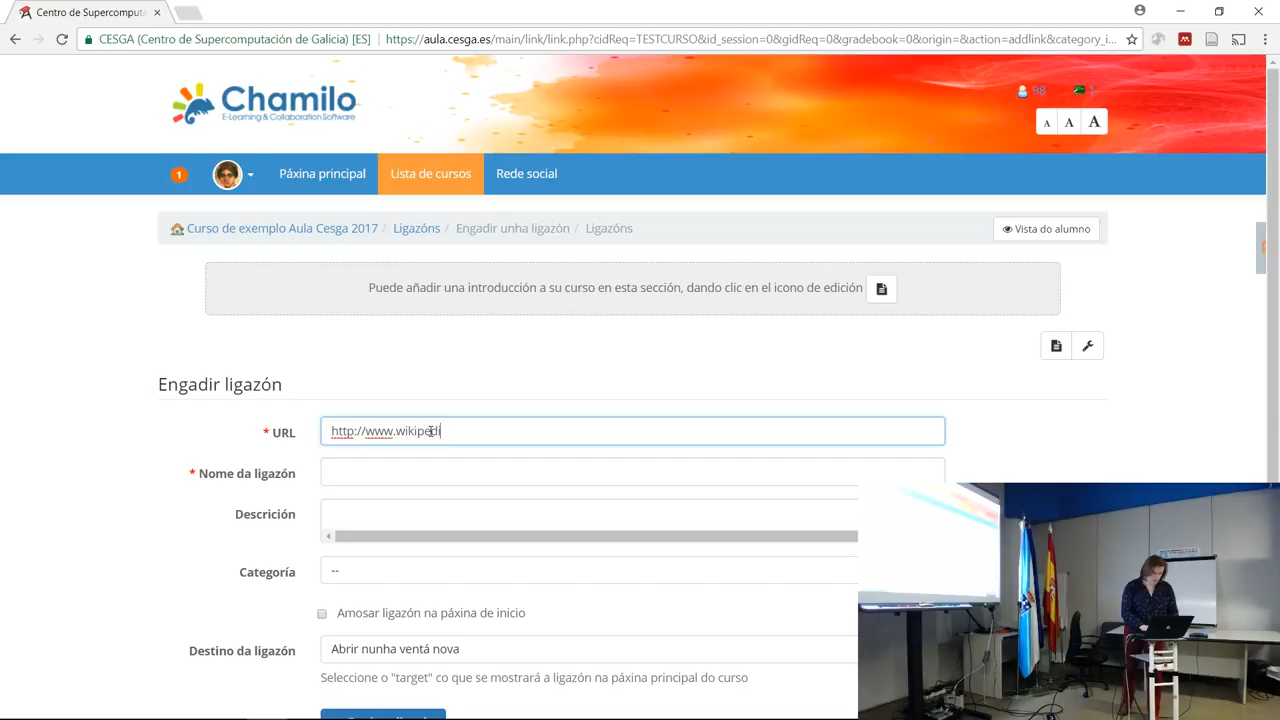 Centro de Supercomputa
CESGA (Centro de Supercomputación de Galicia) [ES]
https://aula.cesga.es/main/link/link.php?cidReq=TESTCURSO&id_session=0&gidReq=0&gradebook=0&origin=&action=addlink&category_i...
Chamilo
E-Learning & Collaboration Software
98
1
A A A
1
Páxina principal
Lista de cursos
Rede social
Curso de exemplo Aula Cesga 2017 / Ligazóns / Engadir unha ligazón / Ligazóns
Vista do alumno
Puede añadir una introducción a su curso en esta sección, dando clic en el icono de edición
Engadir ligazón
* URL
http://www.wikipedi
* Nome da ligazón
Descrición
Categoría
--
Amosar ligazón na páxina de inicio
Destino da ligazón
Abrir nunha ventá nova
Seleccione o "target" co que se mostrará a ligazón na páxina principal do curso